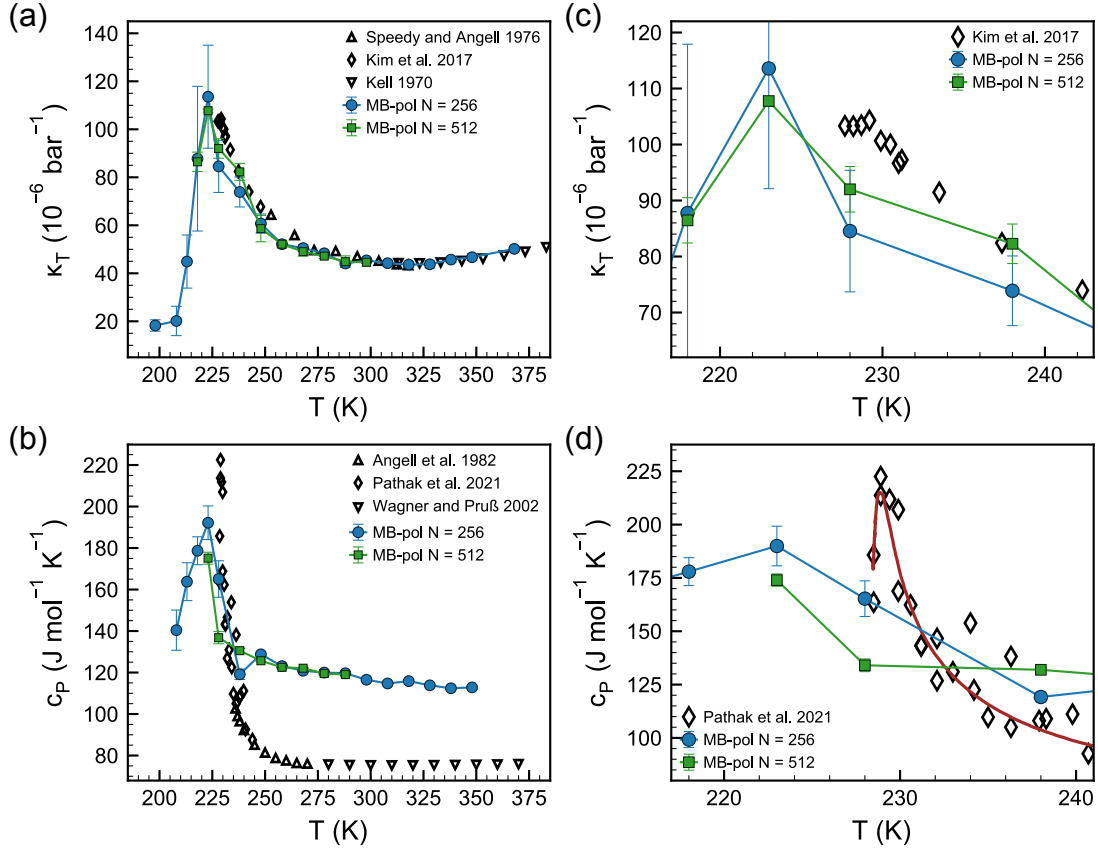 (a)
κT (10−6 bar−1)
140
120
100
80
60
40
20
Speedy and Angell 1976
Kim et al. 2017
Kell 1970
MB-pol N = 256
MB-pol N = 512
200 225 250 275 300 325 350 375
T (K)
(c)
κT (10−6 bar−1)
120
110
100
90
80
70
Kim et al. 2017
MB-pol N = 256
MB-pol N = 512
220 230 240
T (K)
(b)
cP (J mol−1 K−1)
220
200
180
160
140
120
100
80
Angell et al. 1982
Pathak et al. 2021
Wagner and Pruß 2002
MB-pol N = 256
MB-pol N = 512
200 225 250 275 300 325 350 375
T (K)
(d)
cP (J mol−1 K−1)
225
200
175
150
125
100
Pathak et al. 2021
MB-pol N = 256
MB-pol N = 512
220 230 240
T (K)